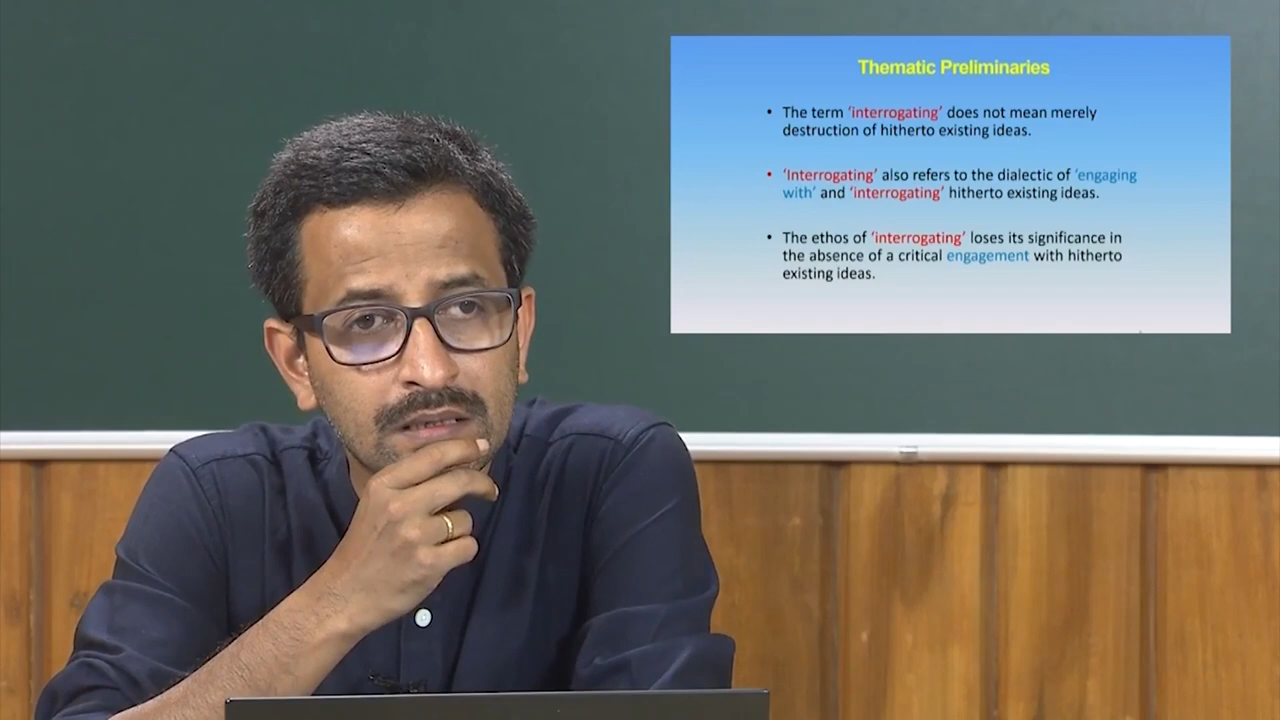 Thematic Preliminaries
• The term ‘interrogating’ does not mean merely
destruction of hitherto existing ideas.
• ‘Interrogating’ also refers to the dialectic of ‘engaging
with’ and ‘interrogating’ hitherto existing ideas.
• The ethos of ‘interrogating’ loses its significance in
the absence of a critical engagement with hitherto
existing ideas.